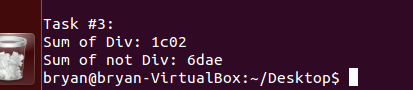 Task #3:
Sum of Div: 1c02
Sum of not Div: 6dae
bryan@bryan-VirtualBox:~/Desktop$